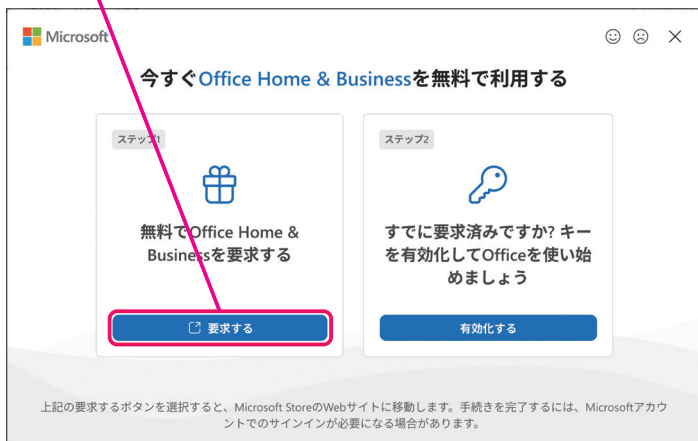 Microsoft
今すぐOffice Home & Businessを無料で利用する
ステップ1
無料でOffice Home &
Businessを要求する
要求する
ステップ2
すでに要求済みですか? キー
を有効化してOfficeを使い始
めましょう
有効化する
上記の要求するボタンを選択すると、Microsoft StoreのWebサイトに移動します。手続きを完了するには、Microsoftアカウ
ントでのサインインが必要になる場合があります。